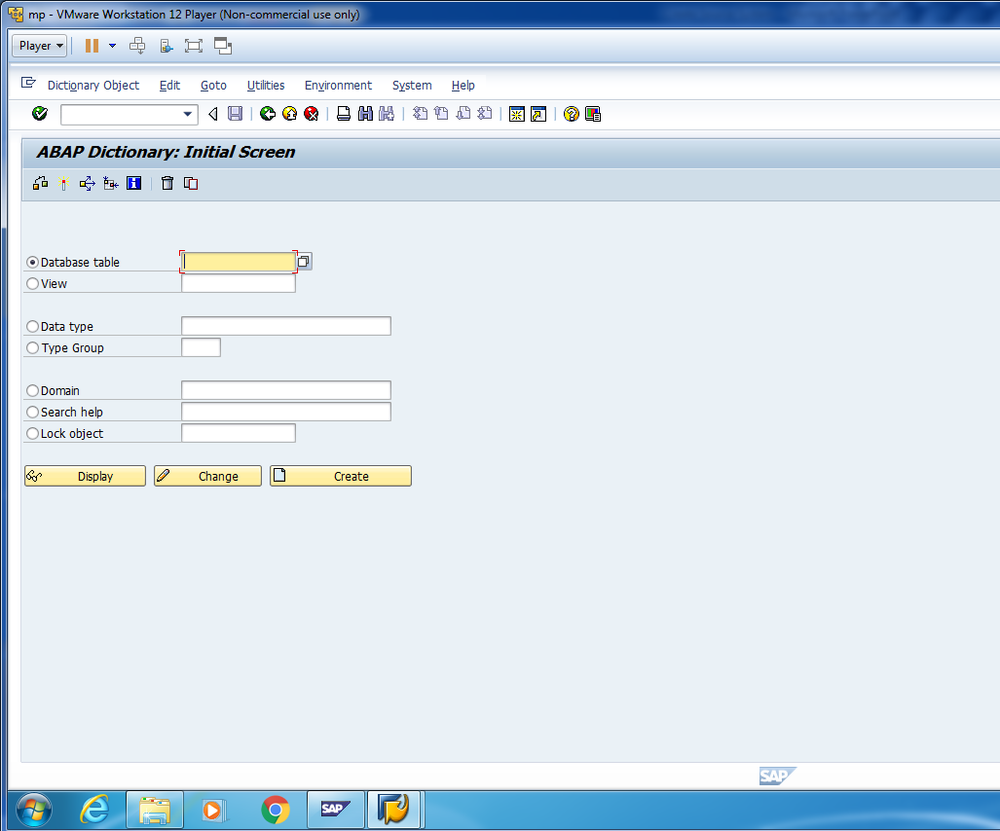 mp - VMware Workstation 12 Player (Non-commercial use only)
Player
Dictionary Object Edit Goto Utilities Environment System Help
ABAP Dictionary: Initial Screen
Database table
View
Data type
Type Group
Domain
Search help
Lock object
Display Change Create
SAP
SAP